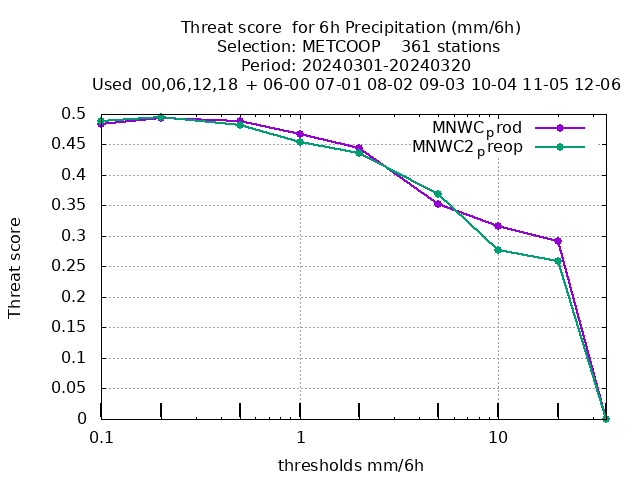 Threat score  for 6h Precipitation (mm/6h)
Selection: METCOOP    361 stations
Period: 20240301-20240320
Used  00,06,12,18  + 06-00 07-01 08-02 09-03  10-04 11-05 12-06
MNWCprod
MNWC2preop
0.5
0.45
0.4
0.35
0.3
0.25
0.2
0.15
0.1
0.05
0
Threat score
0.1
1
10
thresholds mm/6h